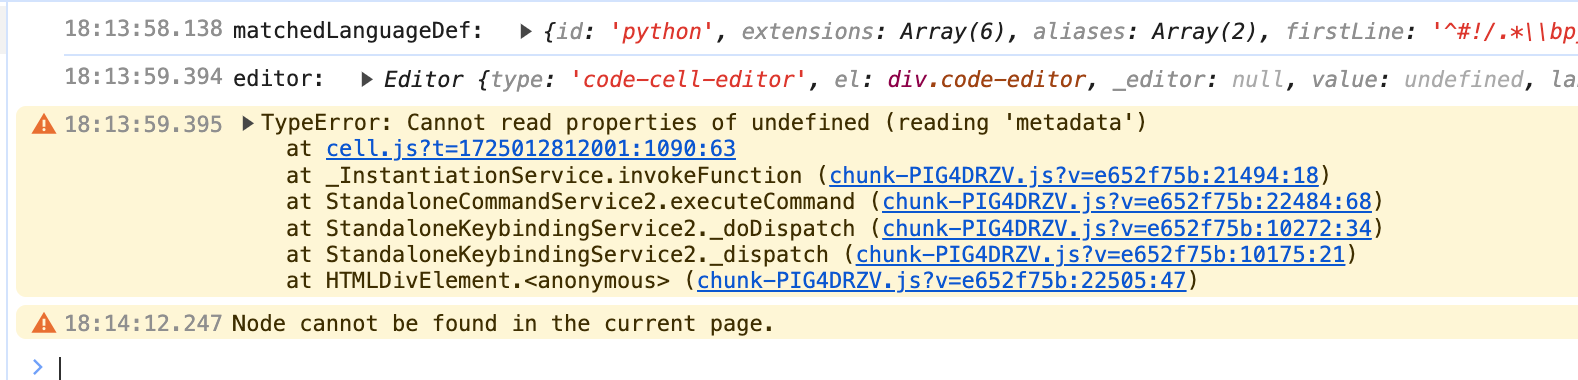 18:13:58.138 matchedLanguageDef: ▶ {id: 'python', extensions: Array(6), aliases: Array(2), firstLine: '^#!/.*\\bpy
18:13:59.394 editor: ▶ Editor {type: 'code-cell-editor', el: div.code-editor, _editor: null, value: undefined, la
18:13:59.395 ▶ TypeError: Cannot read properties of undefined (reading 'metadata')
at cell.js?t=1725012812001:1090:63
at _InstantiationService.invokeFunction (chunk-PIG4DRZV.js?v=e652f75b:21494:18)
at StandaloneCommandService2.executeCommand (chunk-PIG4DRZV.js?v=e652f75b:22484:68)
at StandaloneKeybindingService2._doDispatch (chunk-PIG4DRZV.js?v=e652f75b:10272:34)
at StandaloneKeybindingService2._dispatch (chunk-PIG4DRZV.js?v=e652f75b:10175:21)
at HTMLDivElement.<anonymous> (chunk-PIG4DRZV.js?v=e652f75b:22505:47)
18:14:12.247 Node cannot be found in the current page.